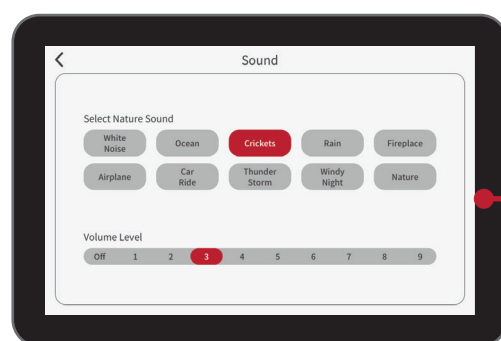 Sound
Select Nature Sound
White Noise
Ocean
Crickets
Rain
Fireplace
Airplane
Car Ride
Thunder Storm
Windy Night
Nature
Volume Level
Off 1 2 3 4 5 6 7 8 9